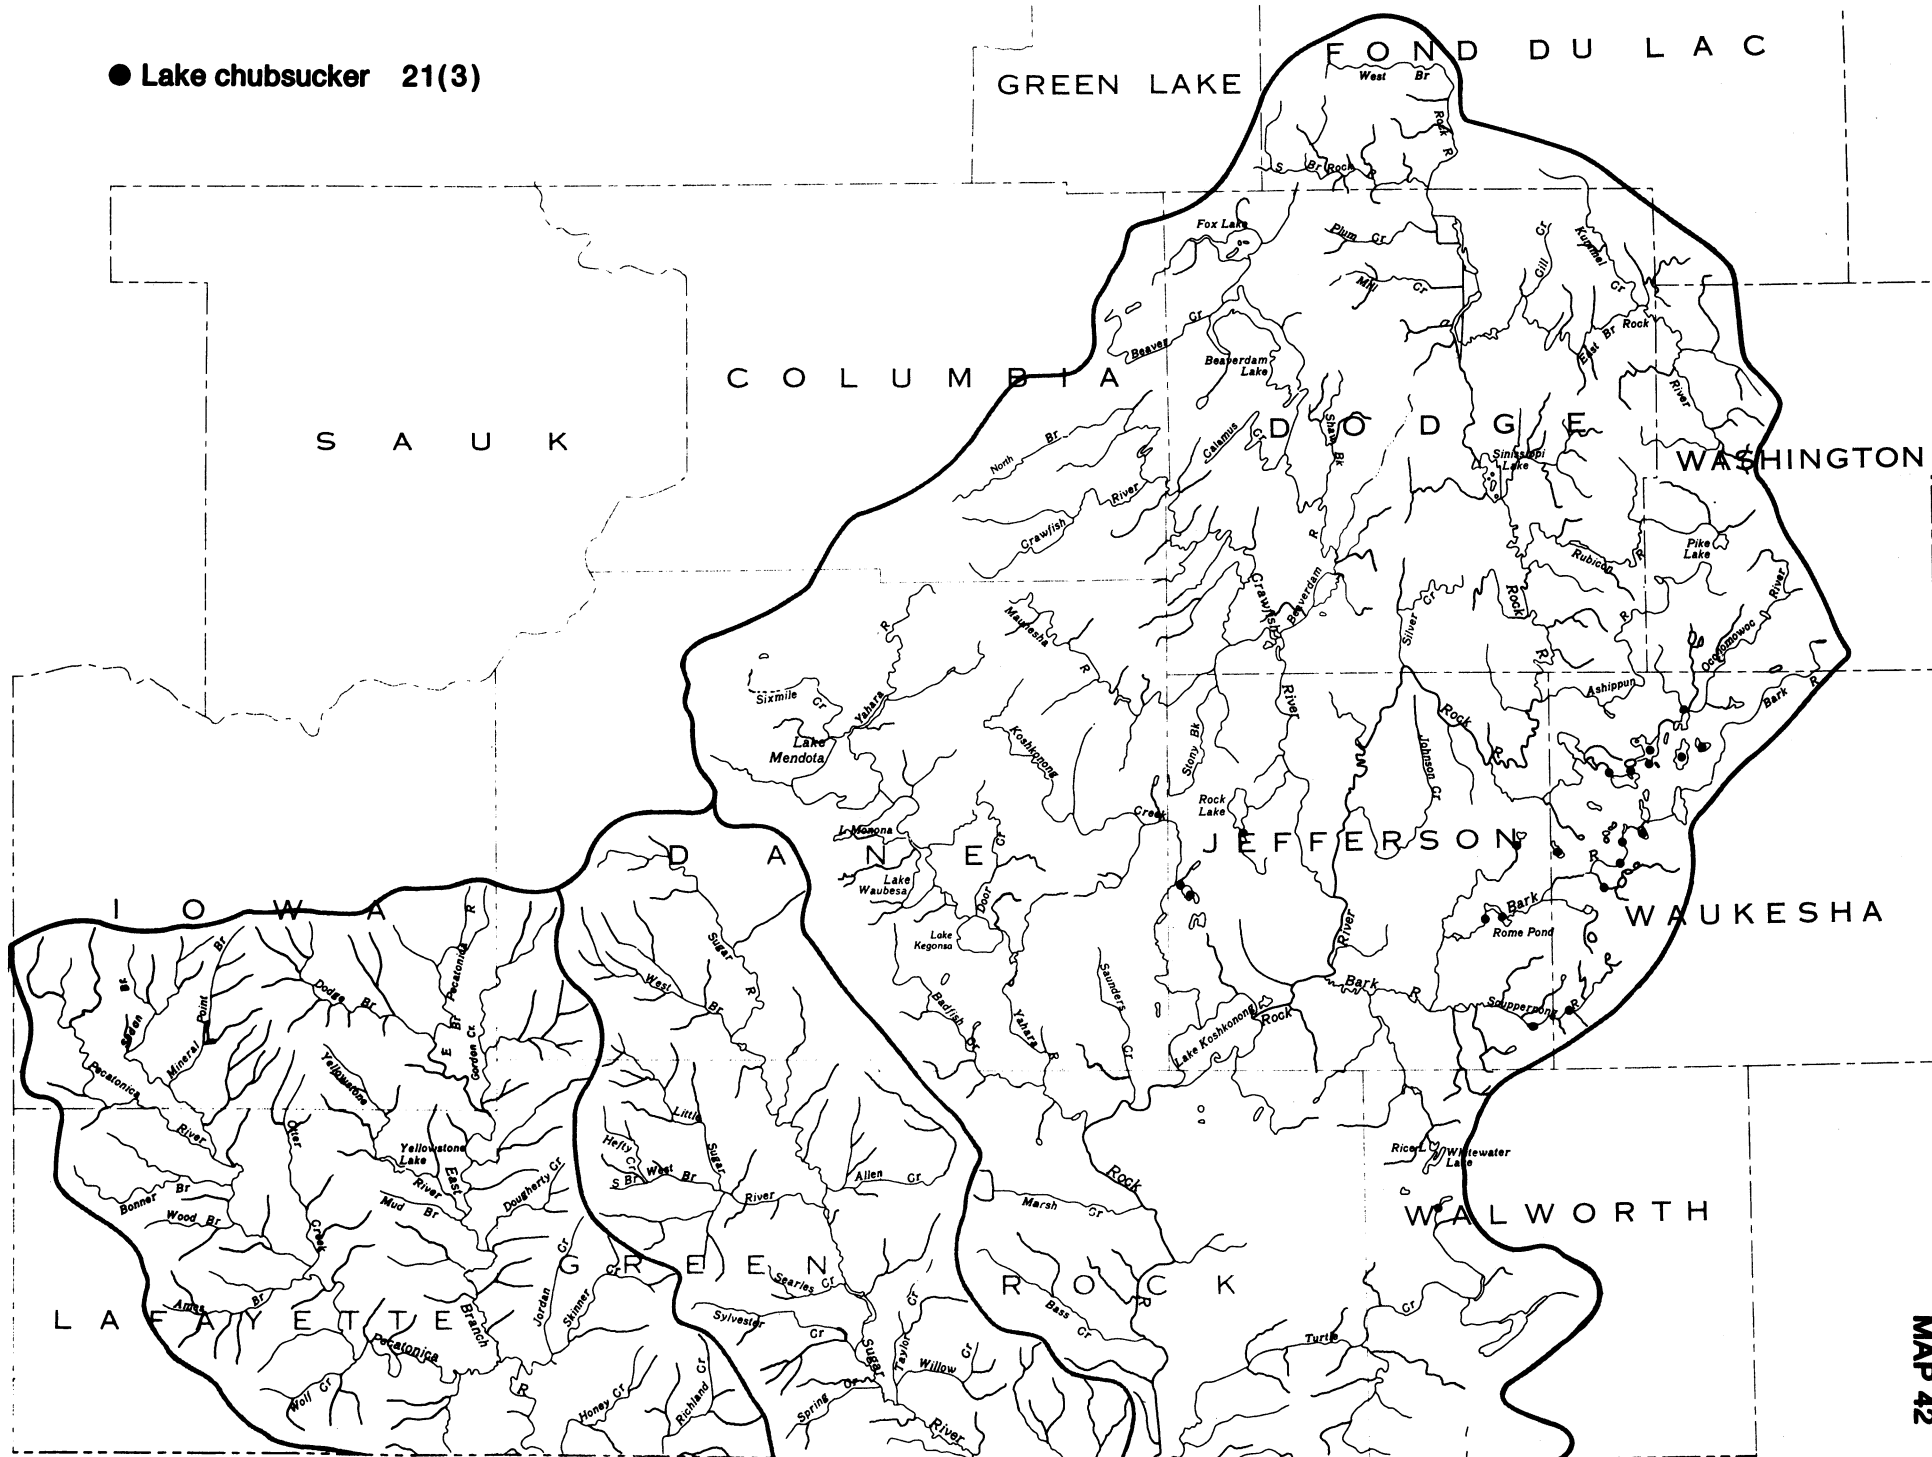 ● Lake chubsucker 21(3)
FOND DU LAC
GREEN LAKE
West Br
Rock R
S Br Rock R
Fox Lake
Plum Cr
Mill Cr
Gill Cr
Kummel Cr
East Br Rock
River
Beaver Cr
Beaverdam
Lake
COLUMBIA
SAUK
DODGE
North Br
Calamus Cr
Shaw Bk
Sinissippi
Lake
WASHINGTON
Crawfish River
R
Rubicon R
Pike
Lake
Crawfish
Beaverdam
Silver Cr
Rock
R
R
Oconomowoc River
Maunesha
R
R
Sixmile Cr
Yahara
Ashippun
Bark R
Lake
Mendota
Koshkonong
Stony Bk
River
Rock
R
Johnson Cr
Creek
Rock
Lake
L Monona
JEFFERSON
DANE
Lake
Waubesa
Door Cr
R
Bark
Rome Pond
WAUKESHA
IOWA
Lake
Kegonsa
Sugar
R
West Br
River
Bark R
Scuppernong R
Br
R
Pecatonica
Dodge Br
Mineral Point
E Br
Gordon Cr
Badfish Cr
Yahara R
Saunders Cr
Lake Koshkonong
Rock
Pecatonica
River
Yellowstone
Otter
Little
Sugar
Hefty Cr
S Br West Br
River
Allen Cr
Yellowstone
Lake
River
East
Dougherty Cr
Rice L
Whitewater
Lake
Bonner Br
Wood Br
Mud Br
Creek
Rock
Marsh Cr
WALWORTH
GREEN
Searles Cr
ROCK
R
Ames Br
LAFAYETTE
Branch
Jordan Cr
Skinner Cr
Sylvester Cr
Sugar
Taylor Cr
Bass Cr
Turtle Cr
Pecatonica
R
Wolf Cr
Honey Cr
Richland Cr
Spring Cr
Willow Cr
River
MAP 42